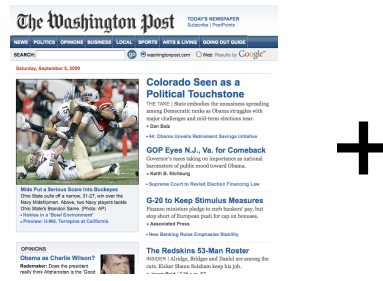 The Washington Post
TODAY'S NEWSPAPER
Subscribe | PostPoints
NEWS POLITICS OPINIONS BUSINESS LOCAL SPORTS ARTS & LIVING GOING OUT GUIDE
SEARCH: go washingtonpost.com Web: Results by Google
Saturday, September 5, 2009
Mids Put a Serious Scare Into Buckeyes
Ohio State pulls off a narrow, 31-27, win over the
Navy Midshipmen. Above, two Navy players tackle
Ohio State's Brandon Saine. (Photo: AP)
• Hokies in a 'Bowl Environment'
• Preview: U-Md. Terrapins at California
OPINIONS
Obama as Charlie Wilson?
Rademaker: Does the president
really think Afghanistan is the 'Good
Colorado Seen as a
Political Touchstone
THE TAKE | State embodies the uneasiness spreading
among Democratic ranks as Obama struggles with
major challenges and mid-term elections near.
» Dan Balz
• 44: Obama Unveils Retirement Savings Initiative
GOP Eyes N.J., Va. for Comeback
Governor's races taking on importance as national
barometers of public mood toward Obama.
» Keith B. Richburg
• Supreme Court to Revisit Election Financing Law
G-20 to Keep Stimulus Measures
Finance ministers pledge to curb bankers' pay, but
stop short of European push for cap on bonuses.
» Associated Press
• New Banking Rules Emphasize Stability
The Redskins 53-Man Roster
INSIDER | Alridge, Bridges and Daniel are among the
cuts. Kicker Shaun Suisham keeps his job.